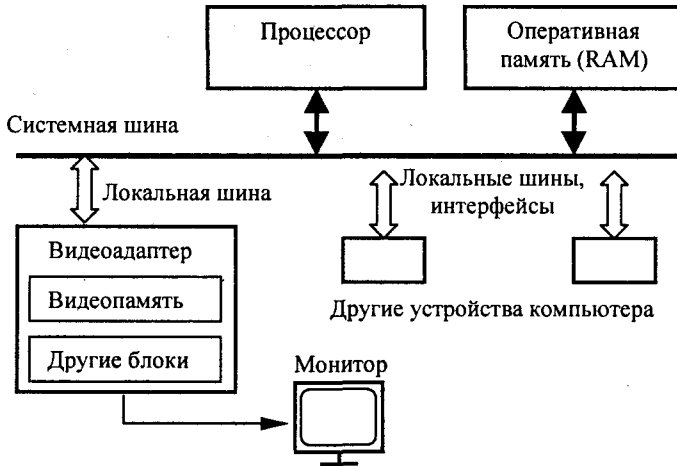 Процессор
Оперативная
память (RAM)
Системная шина
Локальная шина
Локальные шины,
интерфейсы
Видеоадаптер
Видеопамять
Другие блоки
Другие устройства компьютера
Монитор